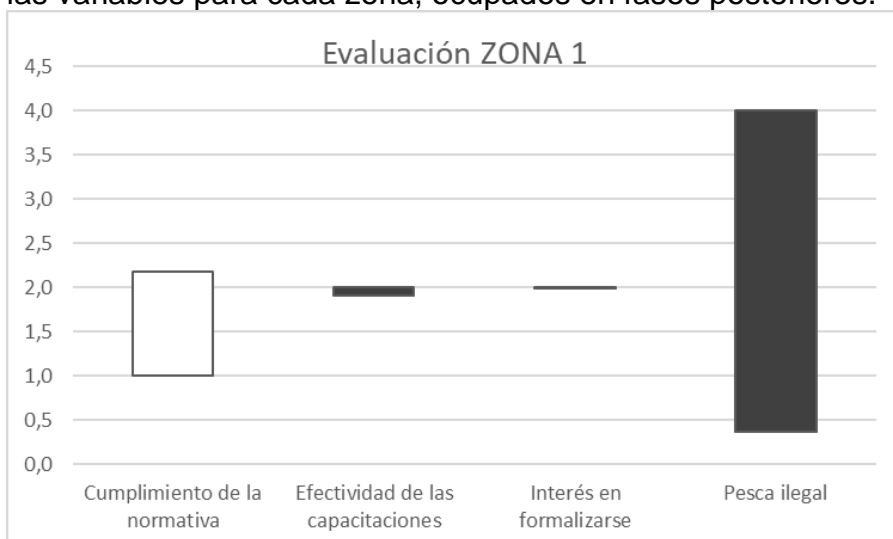 las variables para cada zona, ocupados en fases posteriores.
Evaluación ZONA 1
4,5
4,0
3,5
3,0
2,5
2,0
1,5
1,0
0,5
0,0
Cumplimiento de la
normativa
Efectividad de las
capacitaciones
Interés en
formalizarse
Pesca ilegal